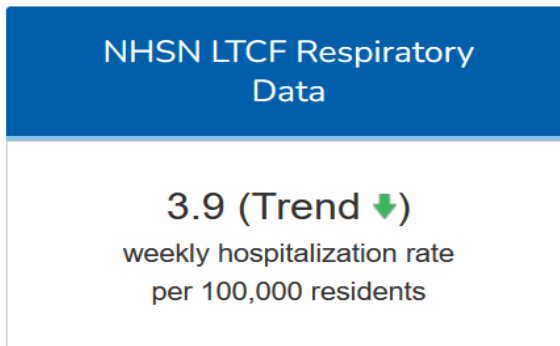 NHSN LTCF Respiratory
Data
3.9 (Trend ⬇)
weekly hospitalization rate
per 100,000 residents